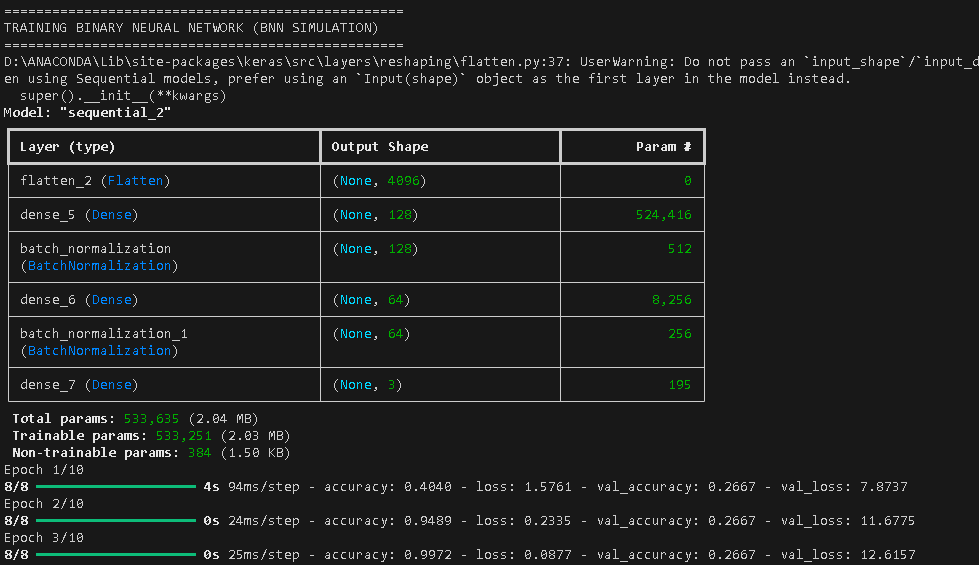 ==================================================
TRAINING BINARY NEURAL NETWORK (BNN SIMULATION)
==================================================
D:\ANACONDA\Lib\site-packages\keras\src\layers\reshaping\flatten.py:37: UserWarning: Do not pass an `input_shape`/`input_d
en using Sequential models, prefer using an `Input(shape)` object as the first layer in the model instead.
super().__init__(**kwargs)
Model: "sequential_2"
Layer (type) Output Shape Param #
flatten_2 (Flatten) (None, 4096) 0
dense_5 (Dense) (None, 128) 524,416
batch_normalization (None, 128) 512
(BatchNormalization)
dense_6 (Dense) (None, 64) 8,256
batch_normalization_1 (None, 64) 256
(BatchNormalization)
dense_7 (Dense) (None, 3) 195
Total params: 533,635 (2.04 MB)
Trainable params: 533,251 (2.03 MB)
Non-trainable params: 384 (1.50 KB)
Epoch 1/10
8/8 4s 94ms/step - accuracy: 0.4040 - loss: 1.5761 - val_accuracy: 0.2667 - val_loss: 7.8737
Epoch 2/10
8/8 0s 24ms/step - accuracy: 0.9489 - loss: 0.2335 - val_accuracy: 0.2667 - val_loss: 11.6775
Epoch 3/10
8/8 0s 25ms/step - accuracy: 0.9972 - loss: 0.0877 - val_accuracy: 0.2667 - val_loss: 12.6157